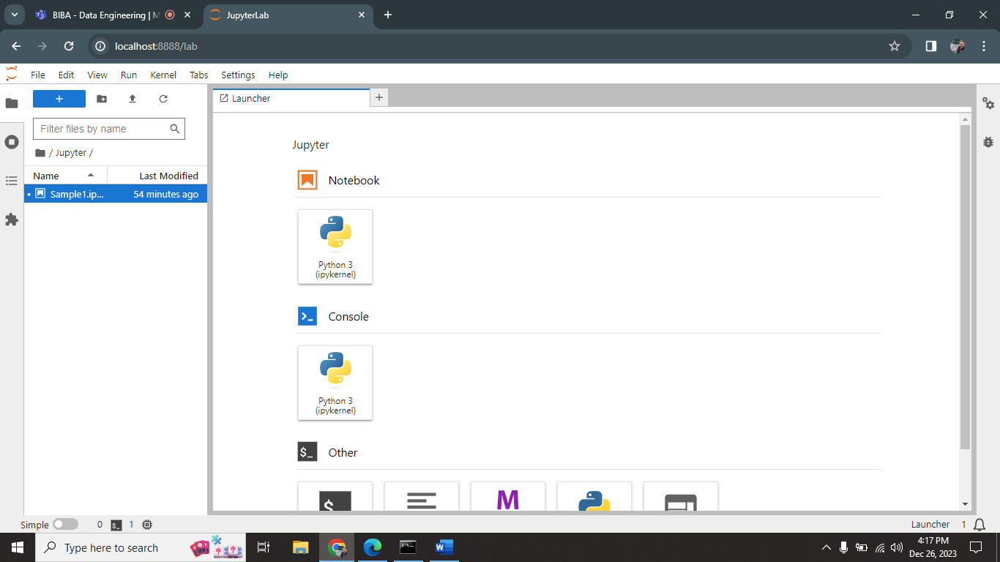 BIBA - Data Engineering | M
JupyterLab
localhost:8888/lab
File Edit View Run Kernel Tabs Settings Help
+
Launcher
+
Filter files by name
/ Jupyter /
Name Last Modified
Sample1.ip... 54 minutes ago
Jupyter
Notebook
Python 3
(ipykernel)
Console
Python 3
(ipykernel)
$_ Other
$ M
Simple 0 $_ 1 Launcher 1
Type here to search
4:17 PM
Dec 26, 2023